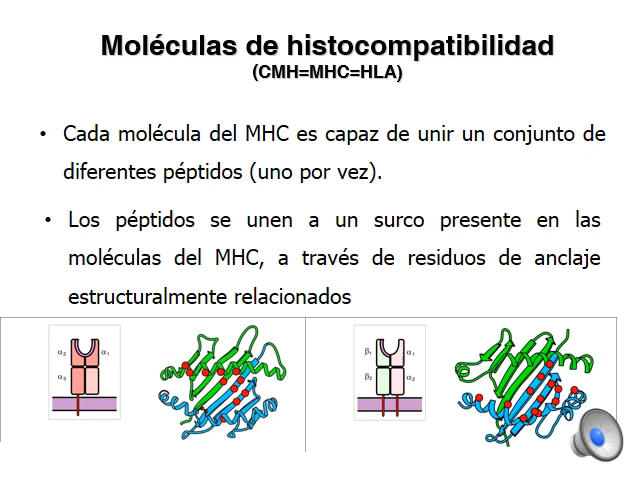 Moléculas de histocompatibilidad
(CMH=MHC=HLA)
• Cada molécula del MHC es capaz de unir un conjunto de
diferentes péptidos (uno por vez).
• Los péptidos se unen a un surco presente en las
moléculas del MHC, a través de residuos de anclaje
estructuralmente relacionados
α2 α1
α3
β1 α1
β2 α2